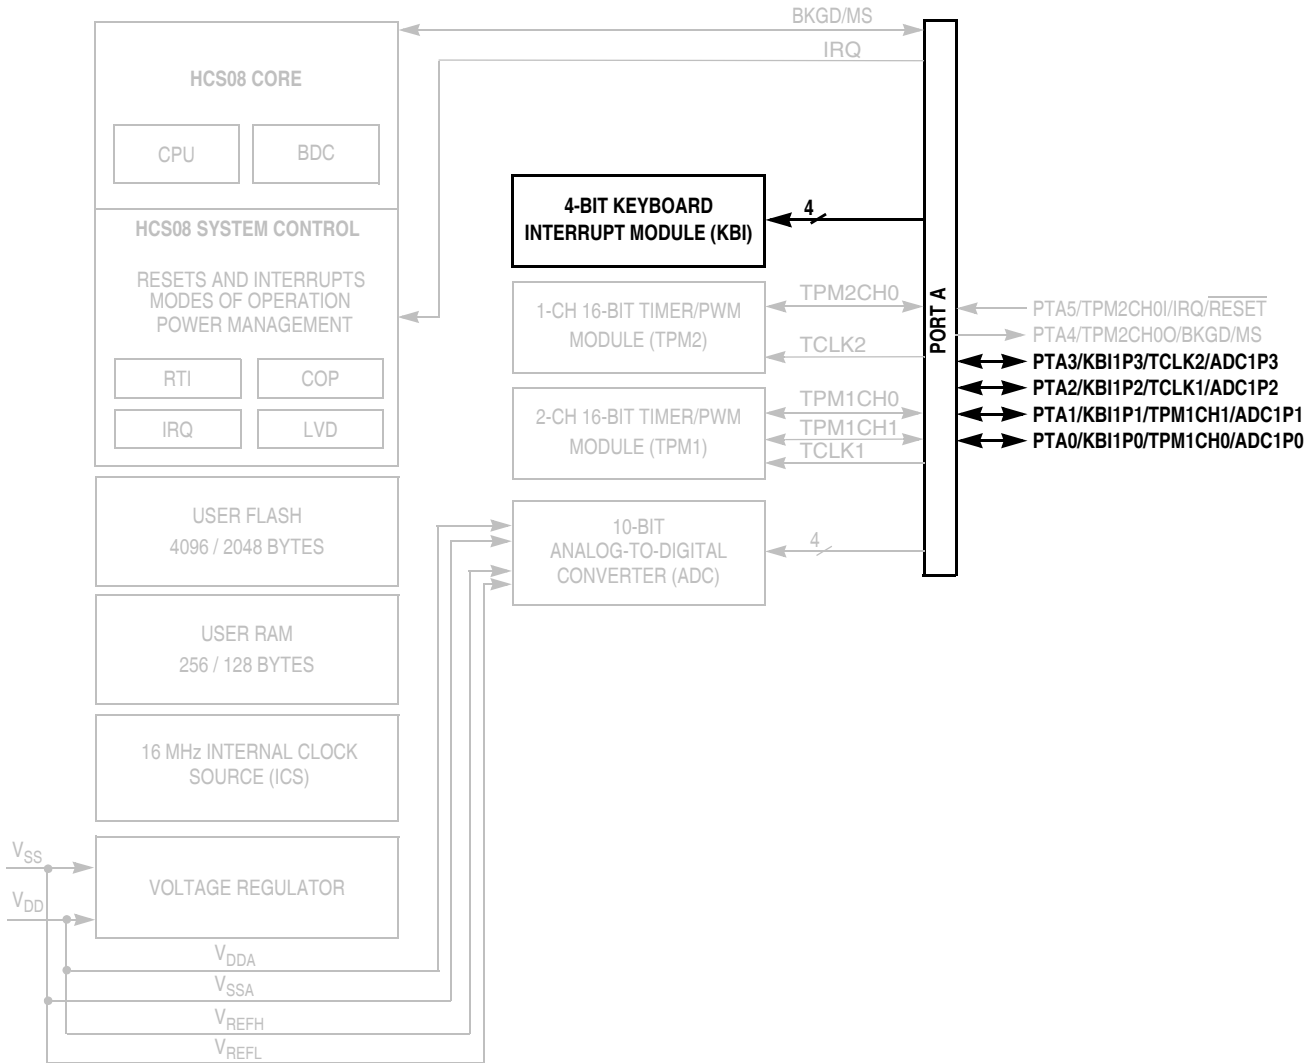 BKGD/MS
IRQ
HCS08 CORE
CPU
BDC
HCS08 SYSTEM CONTROL
RESETS AND INTERRUPTS
MODES OF OPERATION
POWER MANAGEMENT
RTI
COP
IRQ
LVD
USER FLASH
4096 / 2048 BYTES
USER RAM
256 / 128 BYTES
16 MHz INTERNAL CLOCK
SOURCE (ICS)
VOLTAGE REGULATOR
VSS
VDD
VDDA
VSSA
VREFH
VREFL
4-BIT KEYBOARD
INTERRUPT MODULE (KBI)
4
1-CH 16-BIT TIMER/PWM
MODULE (TPM2)
TPM2CH0
TCLK2
2-CH 16-BIT TIMER/PWM
MODULE (TPM1)
TPM1CH0
TPM1CH1
TCLK1
10-BIT
ANALOG-TO-DIGITAL
CONVERTER (ADC)
4
PORT A
PTA5/TPM2CH0I/IRQ/RESET
PTA4/TPM2CH0O/BKGD/MS
PTA3/KBI1P3/TCLK2/ADC1P3
PTA2/KBI1P2/TCLK1/ADC1P2
PTA1/KBI1P1/TPM1CH1/ADC1P1
PTA0/KBI1P0/TPM1CH0/ADC1P0